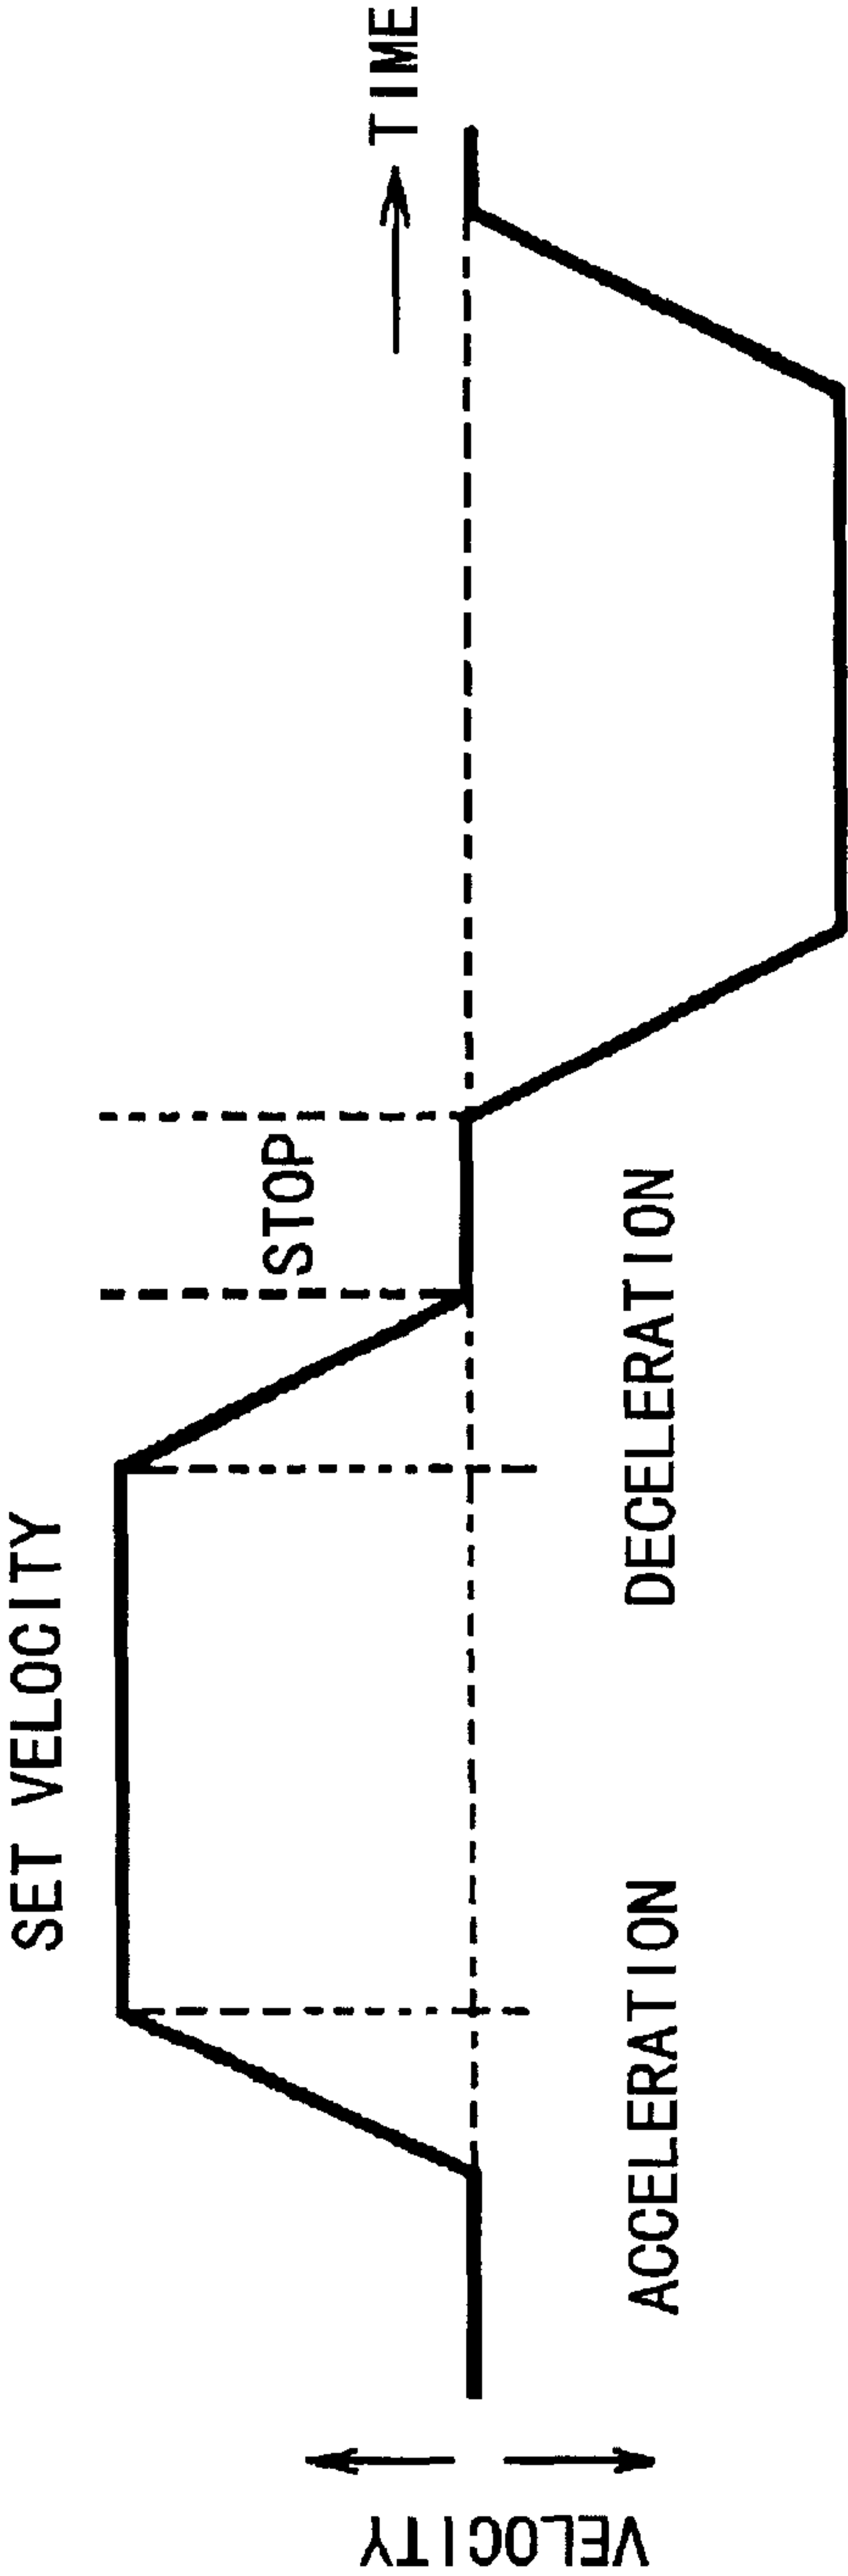 SET VELOCITY
STOP
TIME
ACCELERATION
DECELERATION
VELOCITY